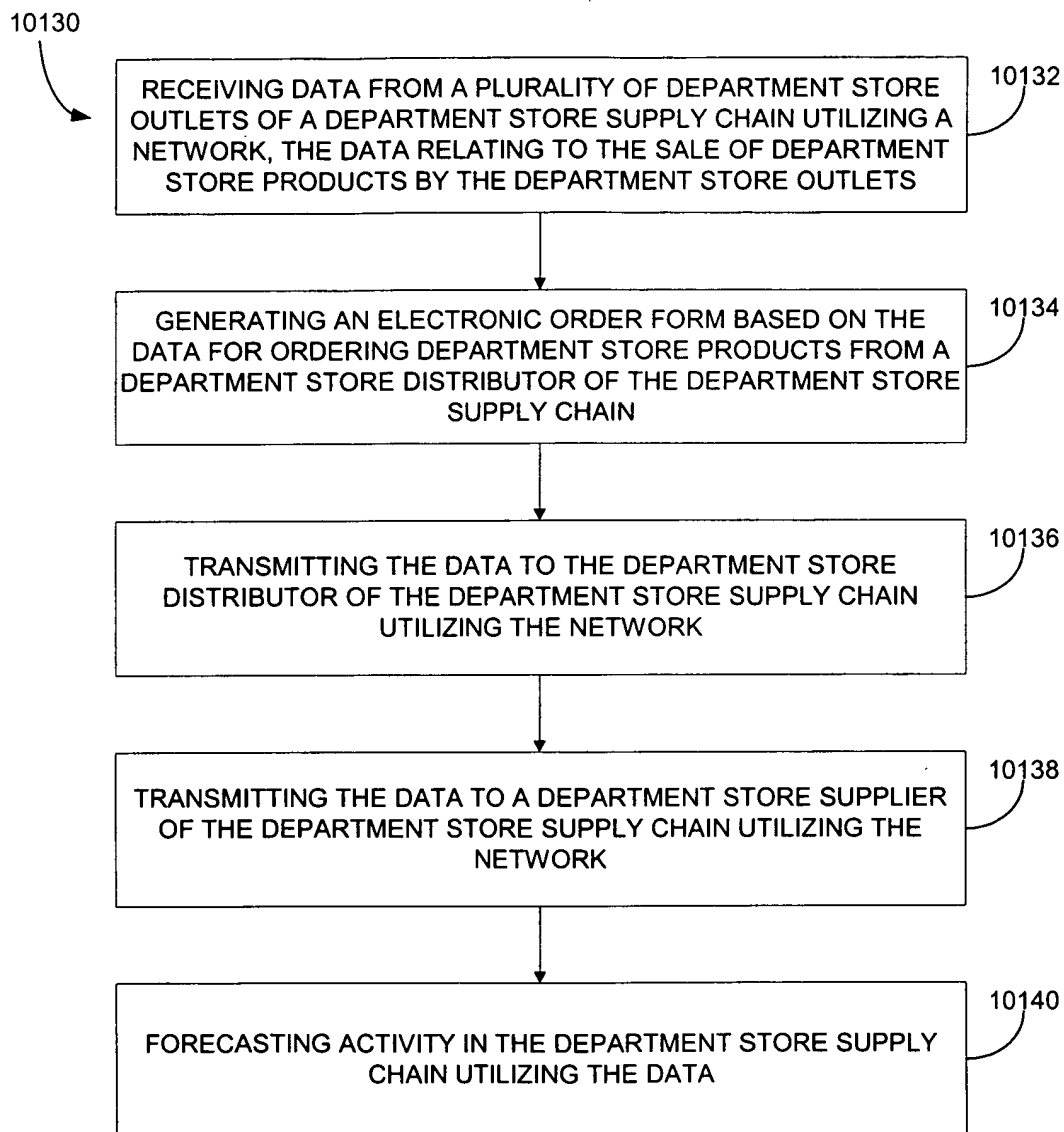 10130
RECEIVING DATA FROM A PLURALITY OF DEPARTMENT STORE
OUTLETS OF A DEPARTMENT STORE SUPPLY CHAIN UTILIZING A
NETWORK, THE DATA RELATING TO THE SALE OF DEPARTMENT
STORE PRODUCTS BY THE DEPARTMENT STORE OUTLETS
10132
GENERATING AN ELECTRONIC ORDER FORM BASED ON THE
DATA FOR ORDERING DEPARTMENT STORE PRODUCTS FROM A
DEPARTMENT STORE DISTRIBUTOR OF THE DEPARTMENT STORE
SUPPLY CHAIN
10134
TRANSMITTING THE DATA TO THE DEPARTMENT STORE
DISTRIBUTOR OF THE DEPARTMENT STORE SUPPLY CHAIN
UTILIZING THE NETWORK
10136
TRANSMITTING THE DATA TO A DEPARTMENT STORE SUPPLIER
OF THE DEPARTMENT STORE SUPPLY CHAIN UTILIZING THE
NETWORK
10138
FORECASTING ACTIVITY IN THE DEPARTMENT STORE SUPPLY
CHAIN UTILIZING THE DATA
10140